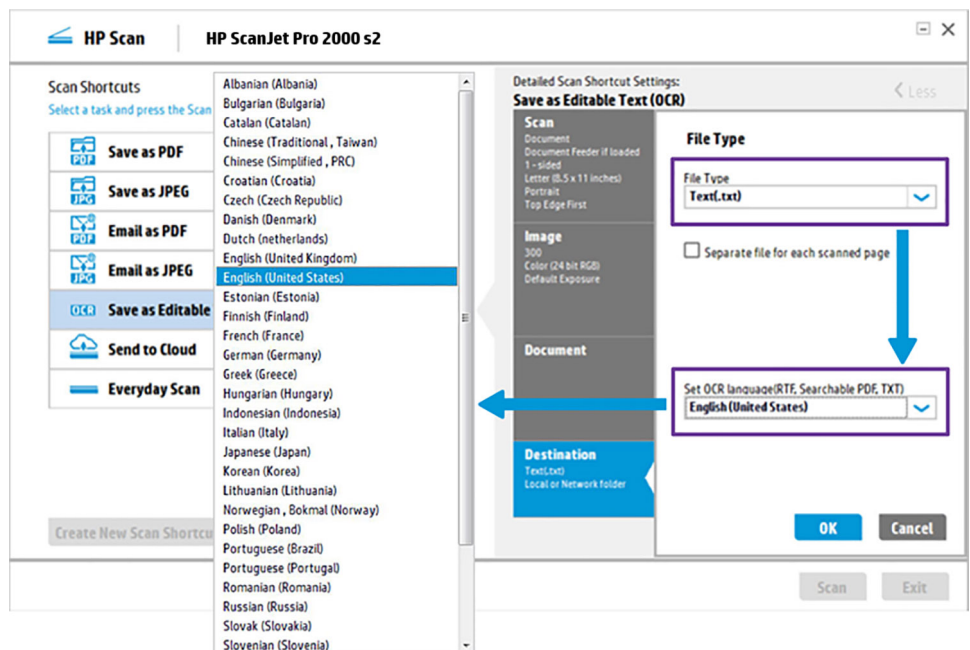 HP Scan
HP ScanJet Pro 2000 s2
Scan Shortcuts
Select a task and press the Scan
PDF
Save as PDF
JPG
Save as JPEG
PDF
Email as PDF
JPG
Email as JPEG
OCR
Save as Editable
Send to Cloud
Everyday Scan
Create New Scan Shortcu
Albanian (Albania)
Bulgarian (Bulgaria)
Catalan (Catalan)
Chinese (Traditional , Taiwan)
Chinese (Simplified , PRC)
Croatian (Croatia)
Czech (Czech Republic)
Danish (Denmark)
Dutch (netherlands)
English (United Kingdom)
English (United States)
Estonian (Estonia)
Finnish (Finland)
French (France)
German (Germany)
Greek (Greece)
Hungarian (Hungary)
Indonesian (Indonesia)
Italian (Italy)
Japanese (Japan)
Korean (Korea)
Lithuanian (Lithuania)
Norwegian , Bokmal (Norway)
Polish (Poland)
Portuguese (Brazil)
Portuguese (Portugal)
Romanian (Romania)
Russian (Russia)
Slovak (Slovakia)
Slovenian (Slovenia)
Detailed Scan Shortcut Settings:
Save as Editable Text (OCR)
Less
Scan
Document
Document Feeder if loaded
1 - sided
Letter (8.5 x 11 inches)
Portrait
Top Edge First
Image
300
Color (24 bit RGB)
Default Exposure
Document
Destination
Text(.txt)
Local or Network folder
File Type
File Type
Text(.txt)
Separate file for each scanned page
Set OCR language(RTF, Searchable PDF, TXT)
English (United States)
OK
Cancel
Scan
Exit